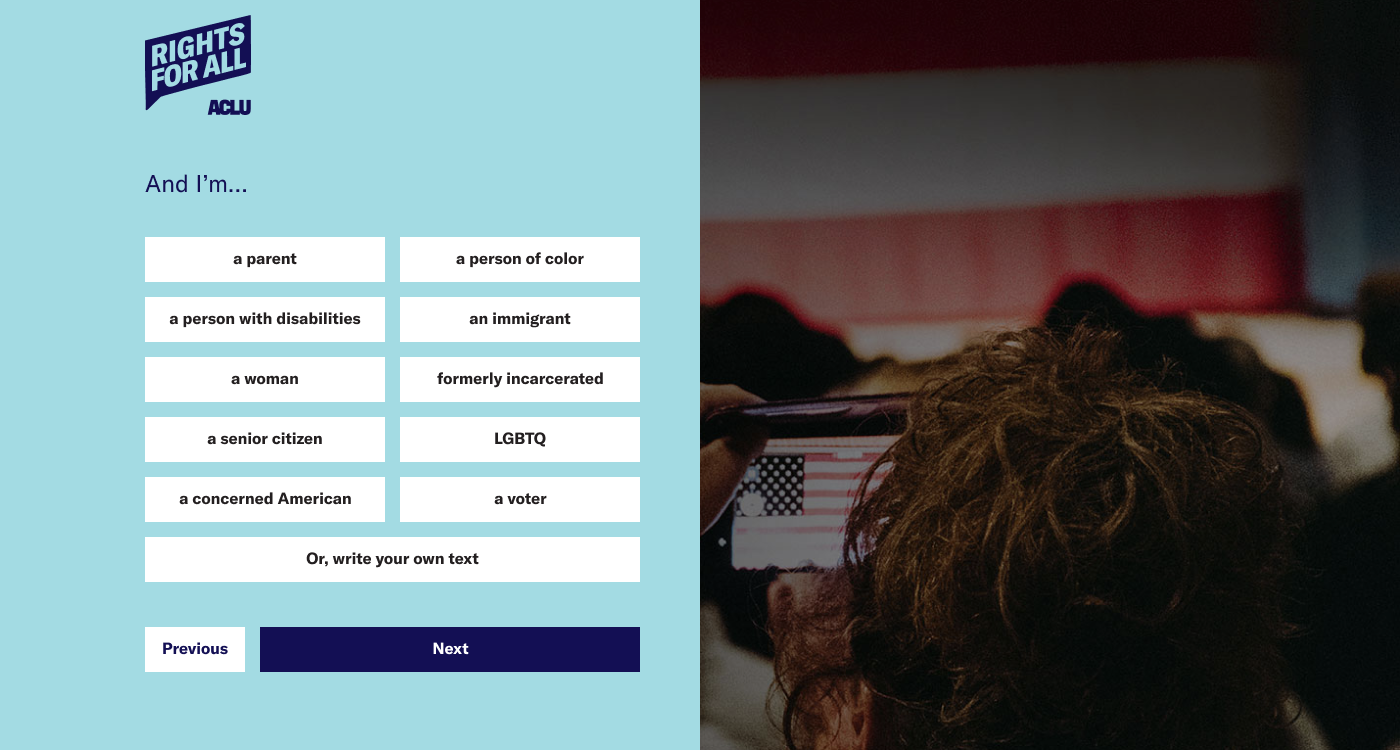 RIGHTS
FOR ALL
ACLU
And I’m...
a parent
a person of color
a person with disabilities
an immigrant
a woman
formerly incarcerated
a senior citizen
LGBTQ
a concerned American
a voter
Or, write your own text
Previous
Next